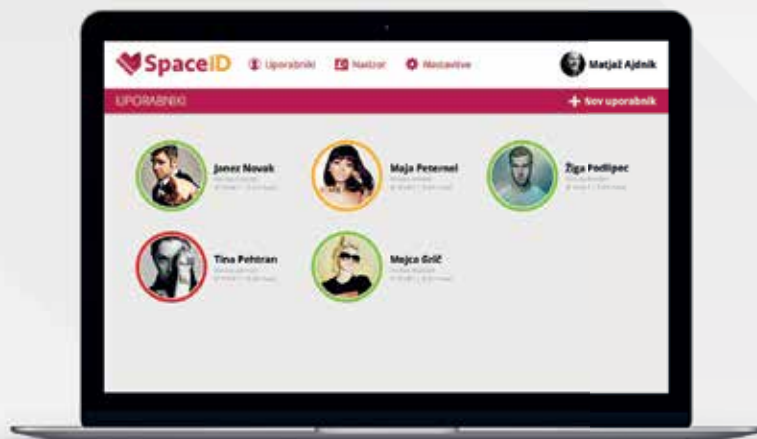 SpaceID
Uporabniki
Nadzor
Nastavitve
Matjaž Ajdnik
UPORABNIKI
+ Nov uporabnik
Janez Novak
Maja Peternel
Žiga Podlipec
Tina Pehtran
Mojca Grič